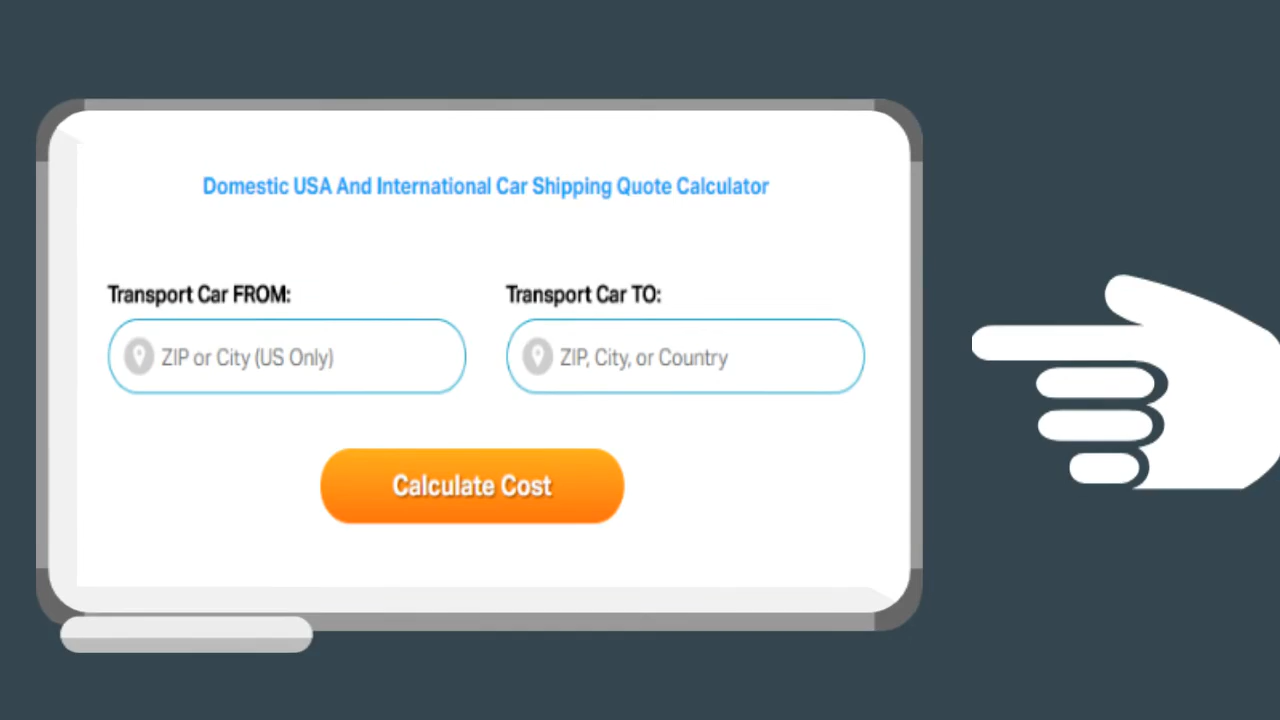 Domestic USA And International Car Shipping Quote Calculator
Transport Car FROM:
Transport Car TO:
ZIP or City (US Only)
ZIP, City, or Country
Calculate Cost